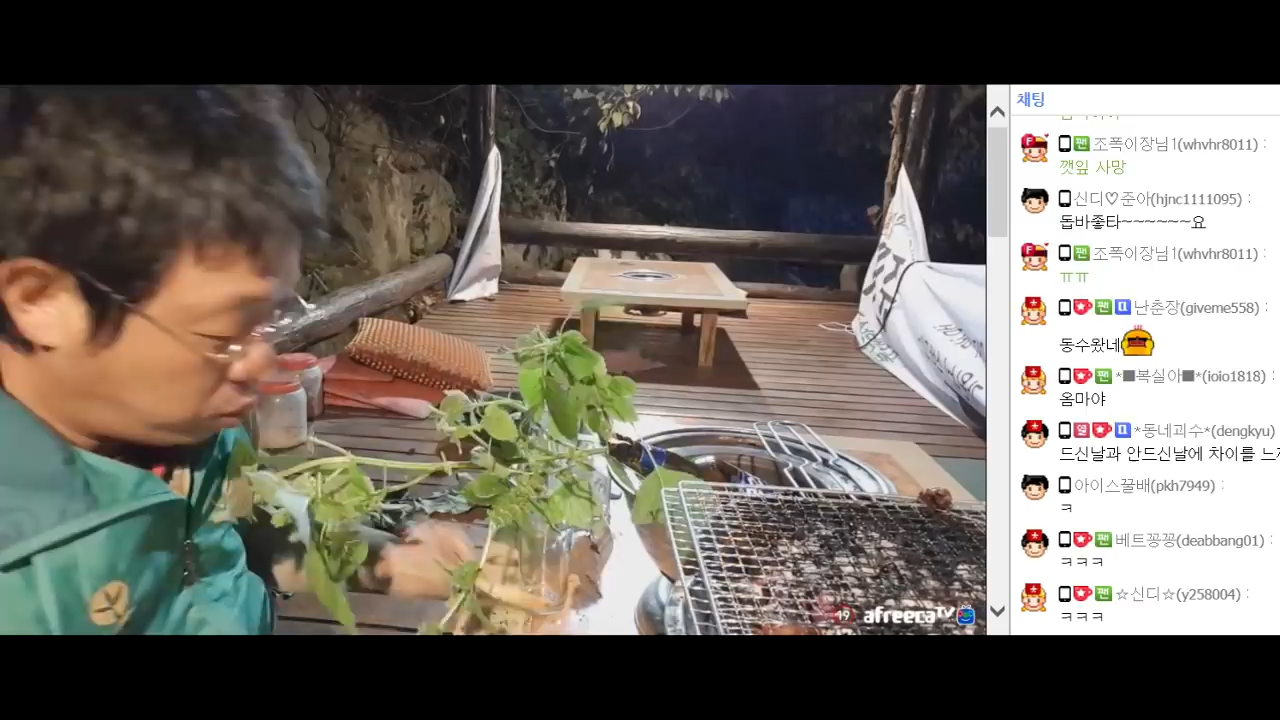 채팅
조폭이장님1(whvhr8011) :
깻잎 사망
신디♡준아(hjnc1111095) :
돕바좋타~~~~~~요
조폭이장님1(whvhr8011) :
ㅠㅠ
난춘장(giveme558) :
동수왔네
*■복실아■*(ioio1818) :
옴마야
*동네괴수*(dengkyu)
드신날과 안드신날에 차이를
아이스꿀배(pkh7949) :
ㅋ
베트꽁꽁(deabbang01) :
ㅋㅋㅋ
☆신디☆(y258004) :
ㅋㅋㅋ
19 afreecaTV